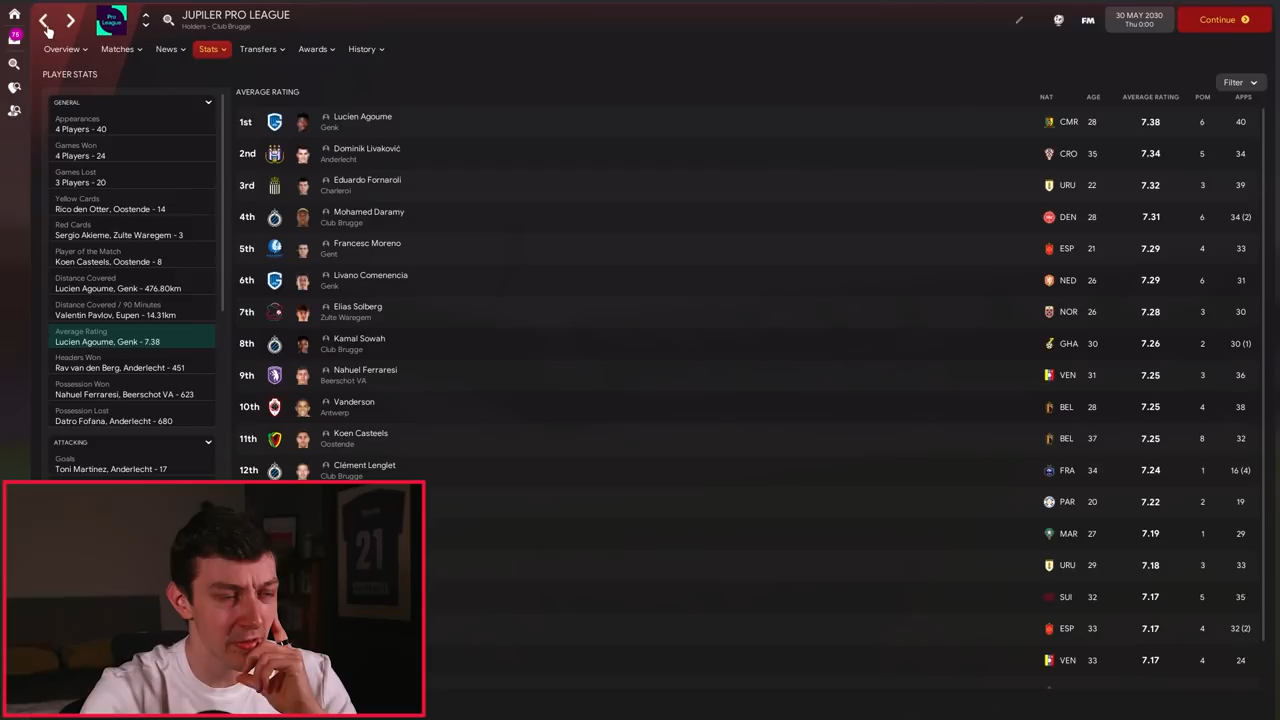 JUPILER PRO LEAGUE
Holders - Club Brugge
30 MAY 2030
Thu 0:00
FM
Continue
75
Overview
Matches
News
Stats
Transfers
Awards
History
PLAYER STATS
Filter
GENERAL
Appearances
4 Players - 40
Games Won
4 Players - 24
Games Lost
3 Players - 20
Yellow Cards
Rico den Otter, Oostende - 14
Red Cards
Sergio Akieme, Zulte Waregem - 3
Player of the Match
Koen Casteels, Oostende - 8
Distance Covered
Lucien Agoume, Genk - 476.80km
Distance Covered / 90 Minutes
Valentin Pavlov, Eupen - 14.31km
Average Rating
Lucien Agoume, Genk - 7.38
Headers Won
Rav van den Berg, Anderlecht - 451
Possession Won
Nahuel Ferraresi, Beerschot VA - 623
Possession Lost
Datro Fofana, Anderlecht - 680
ATTACKING
Goals
Toni Martinez, Anderlecht - 17
AVERAGE RATING
NAT AGE AVERAGE RATING POM APPS
1st Lucien Agoume CMR 28 7.38 6 40
Genk
2nd Dominik Livaković CRO 35 7.34 5 34
Anderlecht
3rd Eduardo Fornaroli URU 22 7.32 3 39
Charleroi
4th Mohamed Daramy DEN 28 7.31 6 34 (2)
Club Brugge
5th Francesc Moreno ESP 21 7.29 4 33
Gent
6th Livano Comenencia NED 26 7.29 6 31
Genk
7th Elias Solberg NOR 26 7.28 3 30
Zulte Waregem
8th Kamal Sowah GHA 30 7.26 2 30 (1)
Club Brugge
9th Nahuel Ferraresi VEN 31 7.25 3 36
Beerschot VA
10th Vanderson BEL 28 7.25 4 38
Antwerp
11th Koen Casteels BEL 37 7.25 8 32
Oostende
12th Clément Lenglet FRA 34 7.24 1 16 (4)
Club Brugge
PAR 20 7.22 2 19
MAR 27 7.19 1 29
URU 29 7.18 3 33
SUI 32 7.17 5 35
ESP 33 7.17 4 32 (2)
VEN 33 7.17 4 24
21